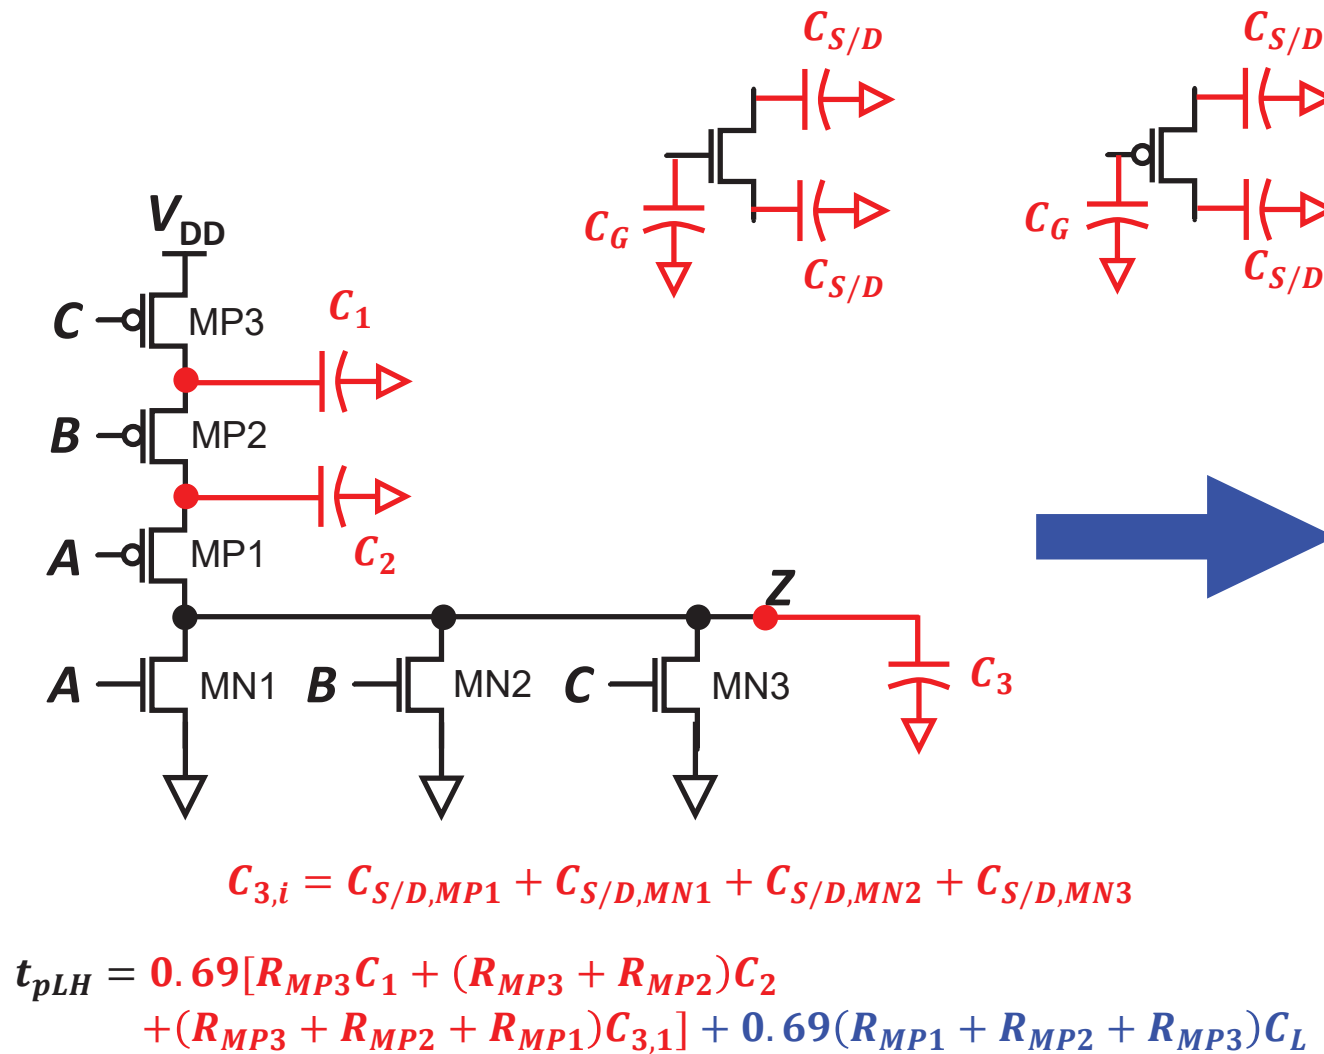 C_{S/D}
C_{S/D}
C_G
C_{S/D}
C_G
C_{S/D}
V_{DD}
C
MP3
C_1
B
MP2
A
MP1
C_2
Z
A
MN1
B
MN2
C
MN3
C_3
C_{3,i} = C_{S/D,MP1} + C_{S/D,MN1} + C_{S/D,MN2} + C_{S/D,MN3}
t_{pLH} = 0.69[R_{MP3}C_1 + (R_{MP3} + R_{MP2})C_2
+(R_{MP3} + R_{MP2} + R_{MP1})C_{3,1}] + 0.69(R_{MP1} + R_{MP2} + R_{MP3})C_L